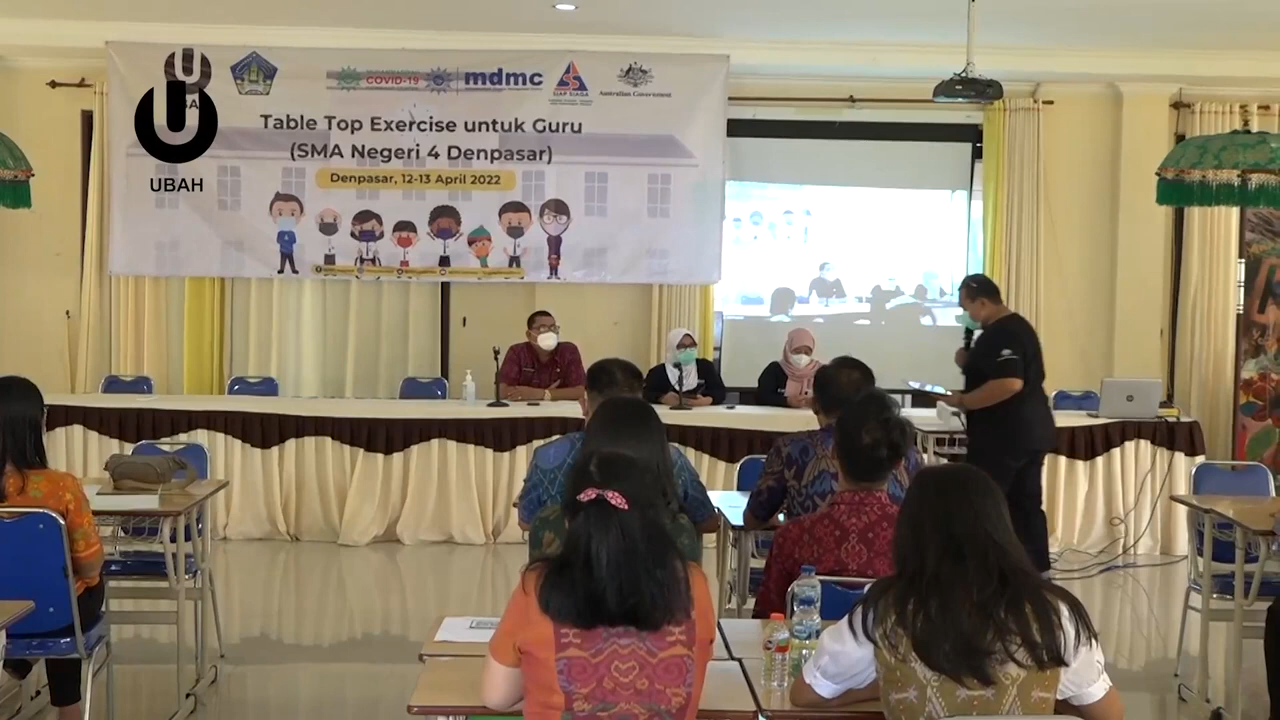 COVID-19
mdmc
SIAP SIAGA
Australian Government
Table Top Exercise untuk Guru
(SMA Negeri 4 Denpasar)
Denpasar, 12-13 April 2022
UBAH